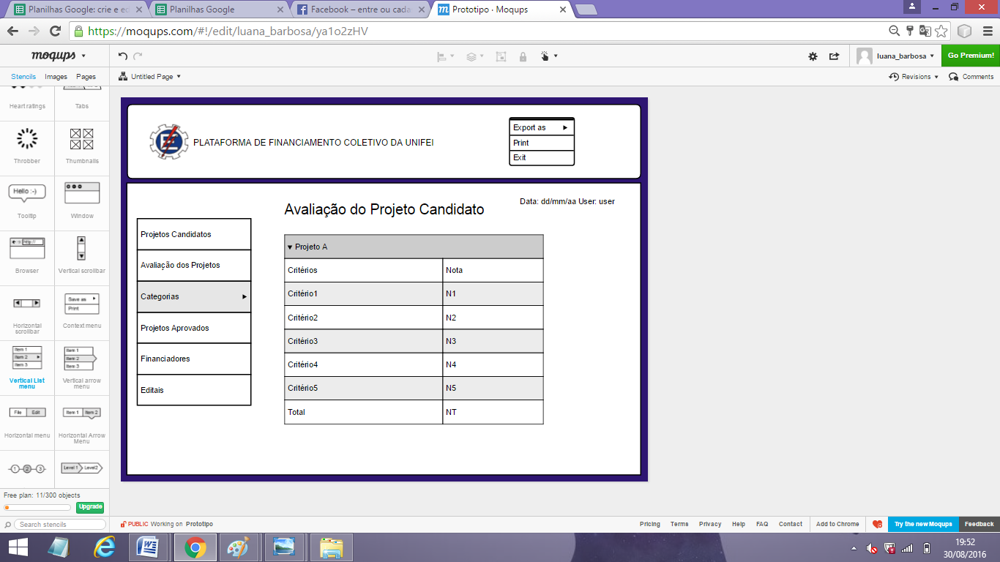 Planilhas Google: crie e ed
Planilhas Google
Facebook – entre ou cada
Prototipo · Moqups
https://moqups.com/#!/edit/luana_barbosa/ya1o2zHV
moqups
luana_barbosa
Go Premium!
Stencils Images Pages
Untitled Page
Revisions
Comments
Heart ratings
Tabs
Throbber
Thumbnails
Hello :-)
Tooltip
Window
http://
Browser
Vertical scrollbar
Horizontal scrollbar
Save as
Print
Context menu
Item 1
Item 2
Item 3
Vertical List menu
Item 1
Item 2
Item 3
Vertical arrow menu
File Edit
Horizontal menu
Item 1 Item 2
Horizontal Arrow Menu
1 2 3
Level 1 Level2
Free plan: 11/300 objects
Upgrade
Search stencils
PLATAFORMA DE FINANCIAMENTO COLETIVO DA UNIFEI
Export as
Print
Exit
Data: dd/mm/aa User: user
Avaliação do Projeto Candidato
Projetos Candidatos
Avaliação dos Projetos
Categorias
Projetos Aprovados
Financiadores
Editais
Projeto A
Critérios Nota
Critério1 N1
Critério2 N2
Critério3 N3
Critério4 N4
Critério5 N5
Total NT
PUBLIC Working on Prototipo
Pricing Terms Privacy Help FAQ Contact Add to Chrome
Try the new Moqups
Feedback
19:52
30/08/2016